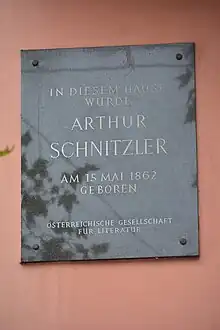 IN DIESEM HAUSE
WURDE
ARTHUR
SCHNITZLER
AM 15 MAI 1862
GEBOREN
ÖSTERREICHISCHE GESELLSCHAFT
FÜR LITERATUR